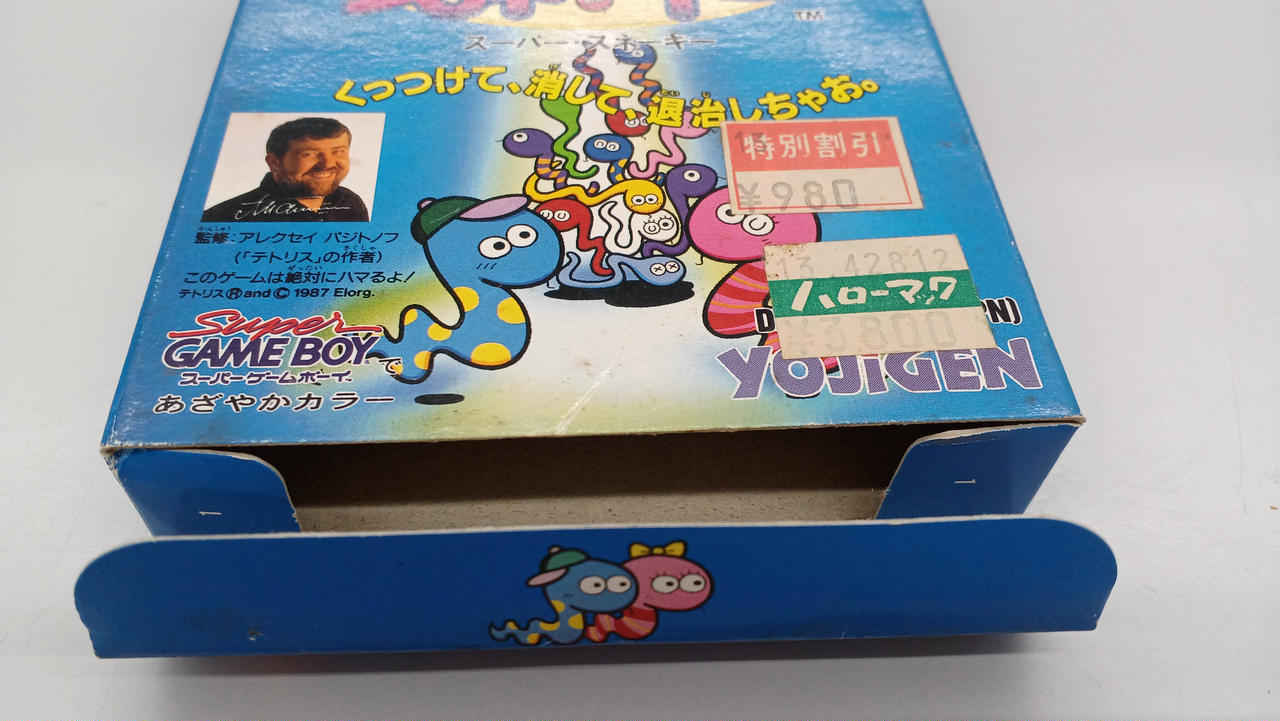 TM
スーパー・スネーキー
くっつけて、消して、退治しちゃお。
特別割引
¥980
監修:アレクセイ パジトノフ
(「テトリス」の作者)
このゲームは絶対にハマるよ!
テトリス®and © 1987 Elorg.
13.42812
ハローマック
¥3800
YOJIGEN
Super
GAME BOY で
スーパーゲームボーイ
あざやかカラー
1
1